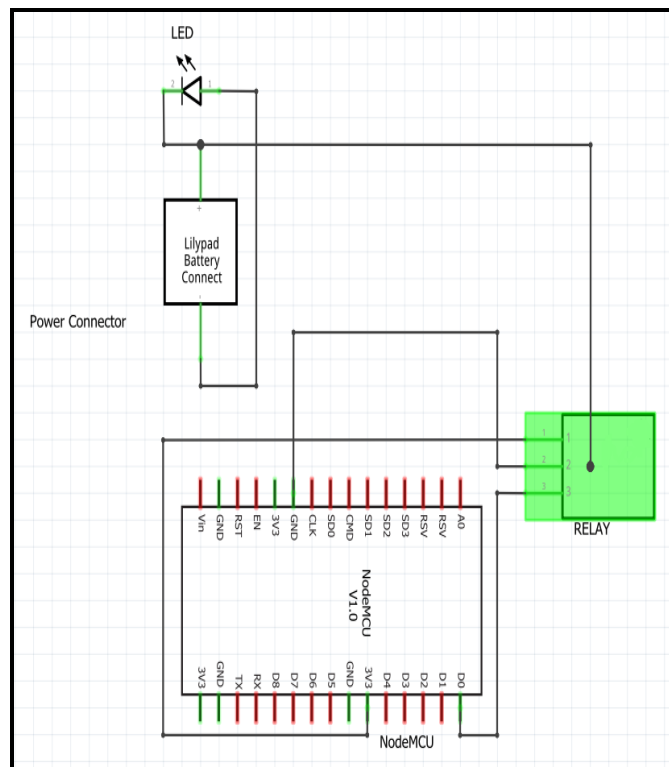 LED
2 1
+
Lilypad
Battery
Connect
-
Power Connector
1 1
2 2
3 3
RELAY
Vin GND RST EN 3V3 GND CLK SD0 CMD SD1 SD2 SD3 RSV RSV A0
NodeMCU
V1.0
3V3 GND TX RX D8 D7 D6 D5 GND 3V3 D4 D3 D2 D1 D0
NodeMCU